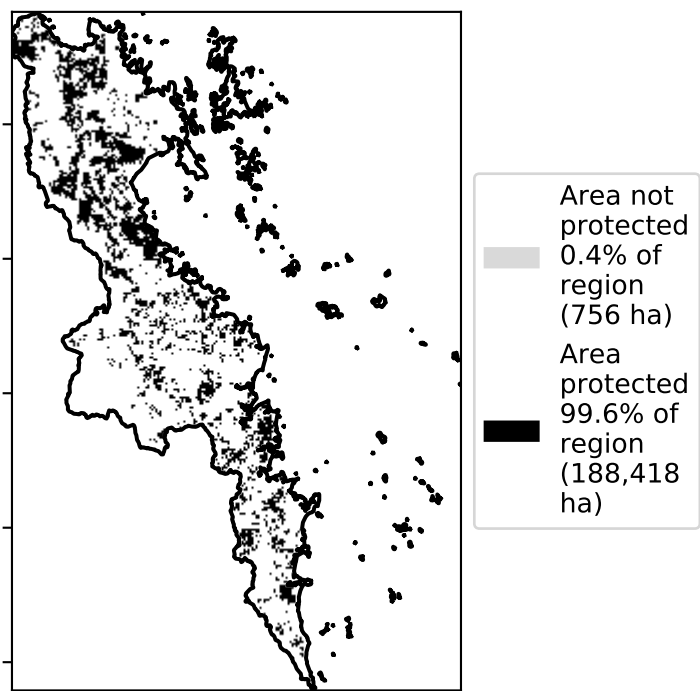 Area not
protected
0.4% of
region
(756 ha)
Area
protected
99.6% of
region
(188,418
ha)